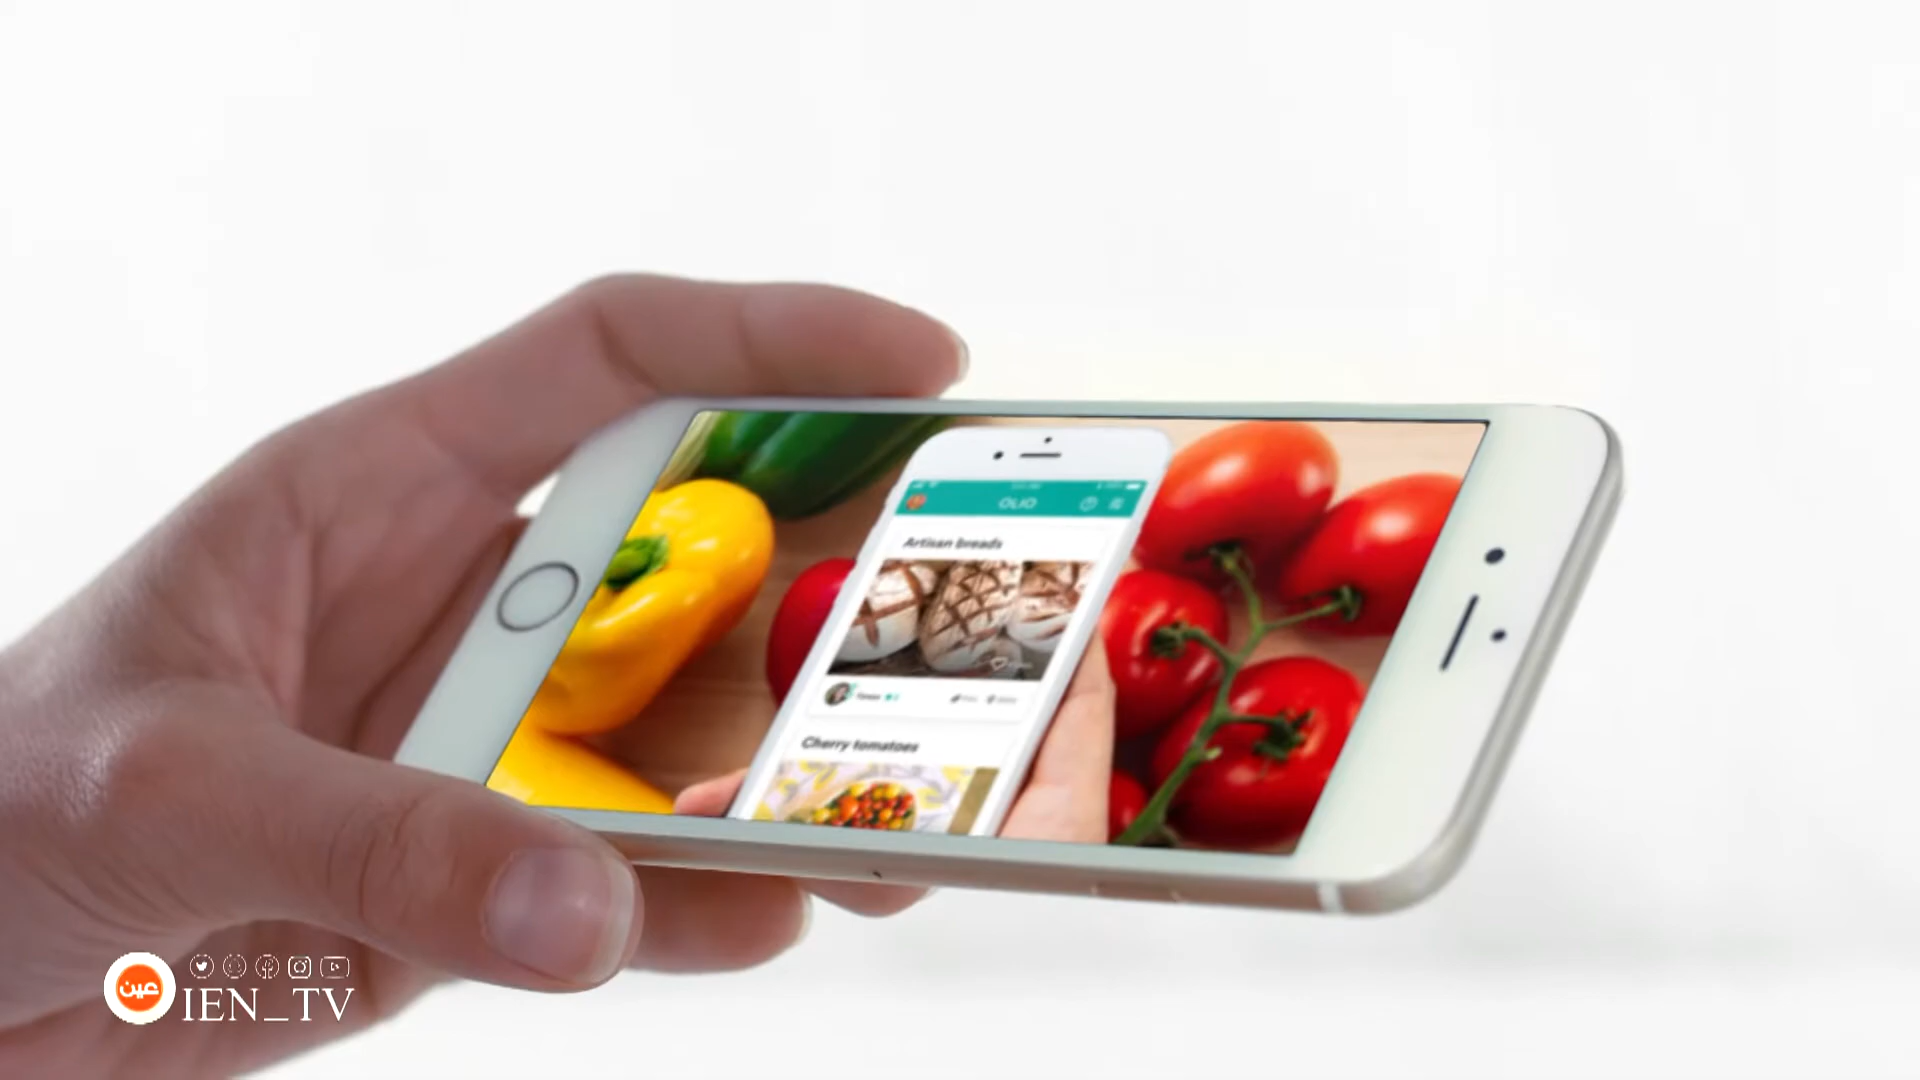 OLIO
Artisan breads
Cherry tomatoes
عين
IEN_TV